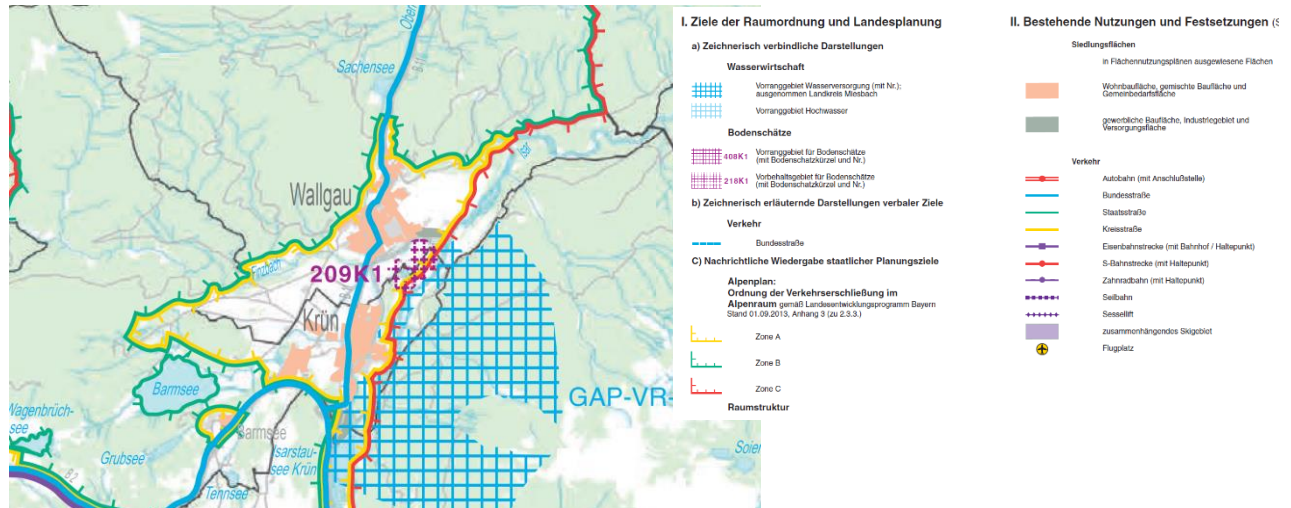 Ober
Sachensee
B 11
Wallgau
Finzbach
209K1
Krün
GAP-VR-
Barmsee
Wagenbrüch-
see
Barmsee
Grubsee
Isarstau-
see Krün
Soier
B 2
Tennsee
I. Ziele der Raumordnung und Landesplanung
a) Zeichnerisch verbindliche Darstellungen
Wasserwirtschaft
Vorranggebiet Wasserversorgung (mit Nr.);
ausgenommen Landkreis Miesbach
Vorranggebiet Hochwasser
Bodenschätze
408K1
Vorranggebiet für Bodenschätze
(mit Bodenschatzkürzel und Nr.)
218K1
Vorbehaltsgebiet für Bodenschätze
(mit Bodenschatzkürzel und Nr.)
b) Zeichnerisch erläuternde Darstellungen verbaler Ziele
Verkehr
Bundesstraße
C) Nachrichtliche Wiedergabe staatlicher Planungsziele
Alpenplan:
Ordnung der Verkehrserschließung im
Alpenraum gemäß Landesentwicklungsprogramm Bayern
Stand 01.09.2013, Anhang 3 (zu 2.3.3.)
Zone A
Zone B
Zone C
Raumstruktur
II. Bestehende Nutzungen und Festsetzungen (S
Siedlungsflächen
in Flächennutzungsplänen ausgewiesene Flächen
Wohnbaufläche, gemischte Baufläche und
Gemeinbedarfsfläche
gewerbliche Baufläche, Industriegebiet und
Versorgungsfläche
Verkehr
Autobahn (mit Anschlußstelle)
Bundesstraße
Staatsstraße
Kreisstraße
Eisenbahnstrecke (mit Bahnhof / Haltepunkt)
S-Bahnstrecke (mit Haltepunkt)
Zahnradbahn (mit Haltepunkt)
Seilbahn
Sessellift
zusammenhängendes Skigebiet
Flugplatz